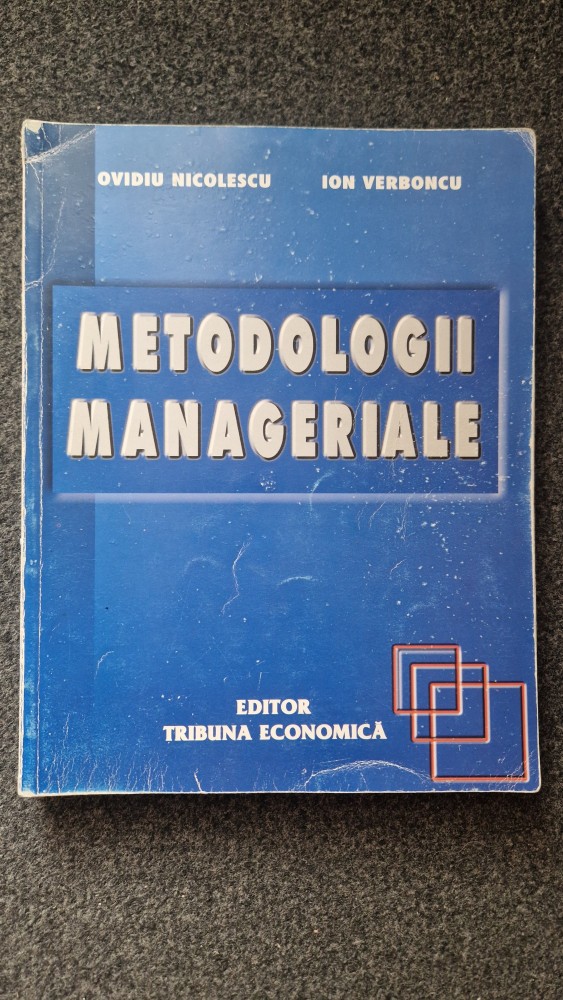 OVIDIU NICOLESCU ION VERBONCU
METODOLOGII
MANAGERIALE
EDITOR
TRIBUNA ECONOMICĂ